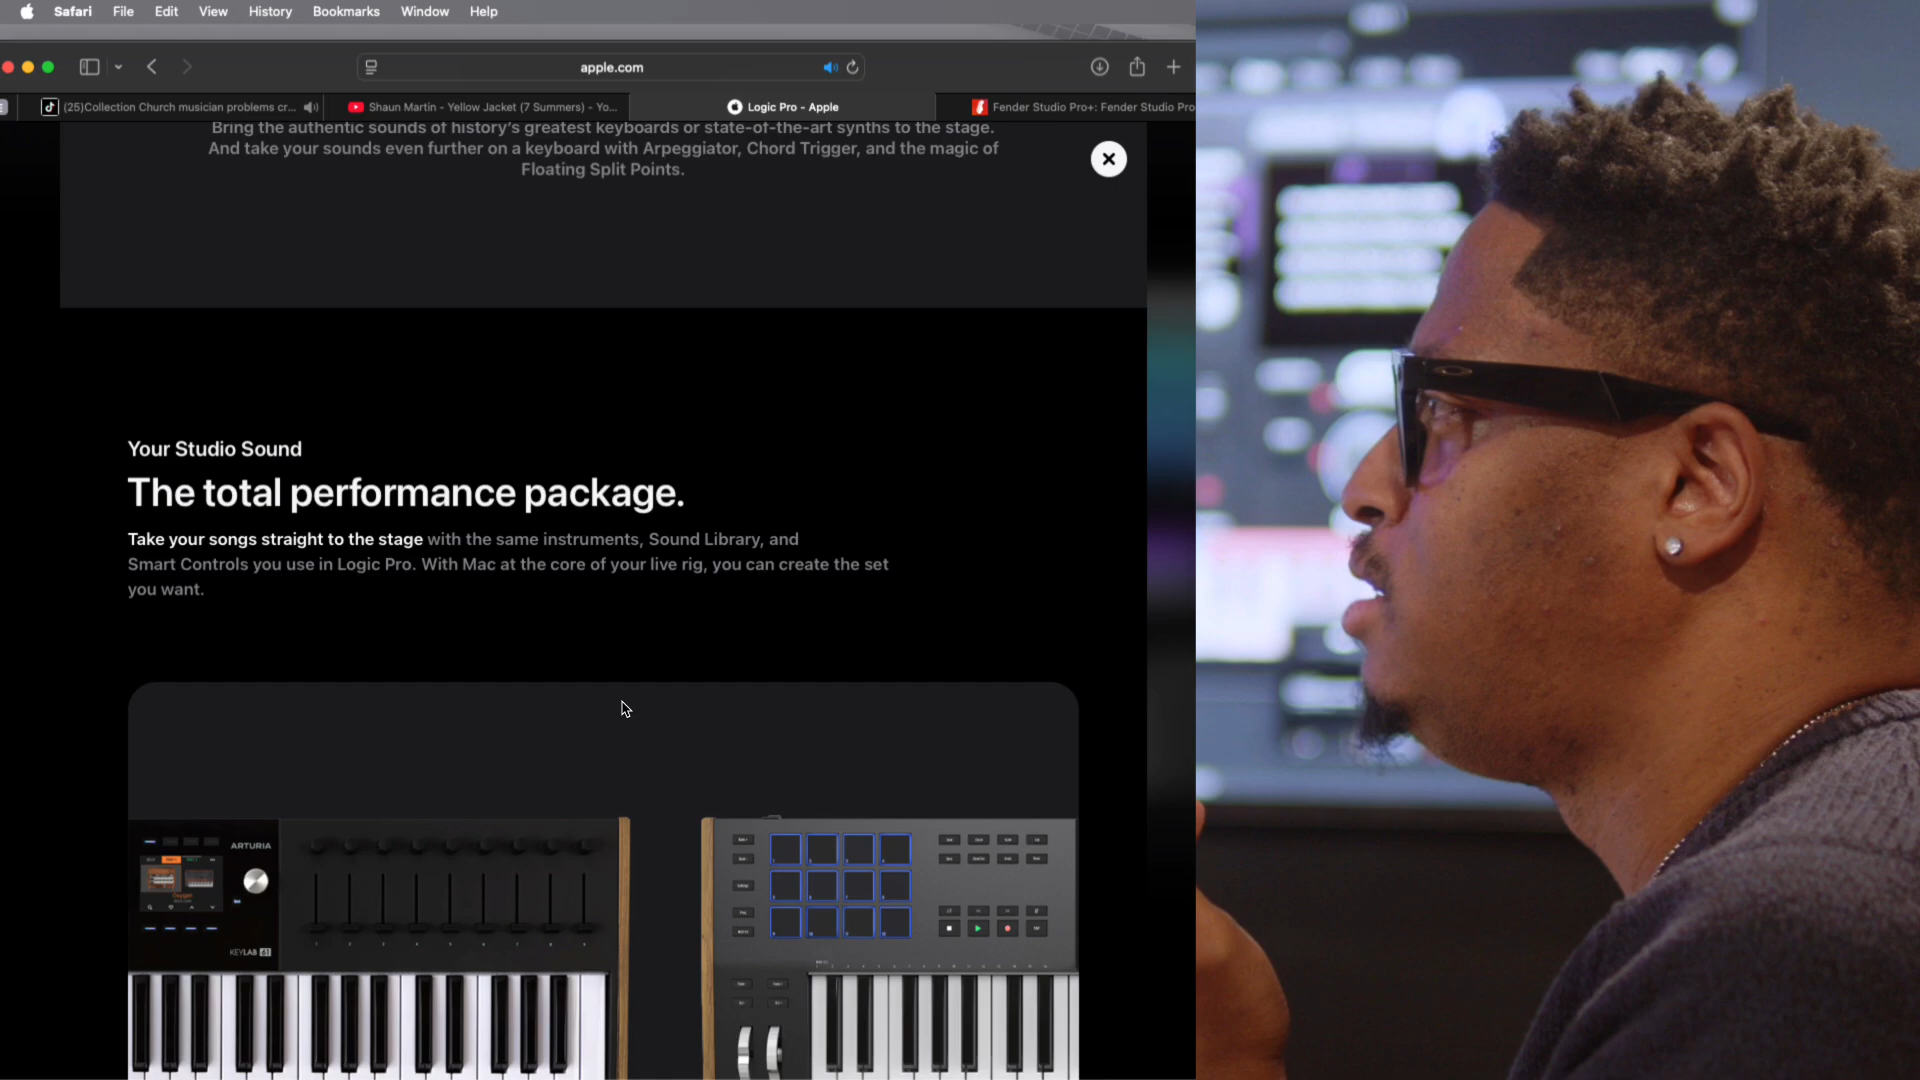 Safari File Edit View History Bookmarks Window Help
apple.com
(25)Collection Church musician problems cr...
Shaun Martin - Yellow Jacket (7 Summers) - Yo...
Logic Pro - Apple
Fender Studio Pro+: Fender Studio Pro
Bring the authentic sounds of history's greatest keyboards or state-of-the-art synths to the stage.
And take your sounds even further on a keyboard with Arpeggiator, Chord Trigger, and the magic of
Floating Split Points.
Your Studio Sound
The total performance package.
Take your songs straight to the stage with the same instruments, Sound Library, and
Smart Controls you use in Logic Pro. With Mac at the core of your live rig, you can create the set
you want.
ARTURIA
KEYLAB 61